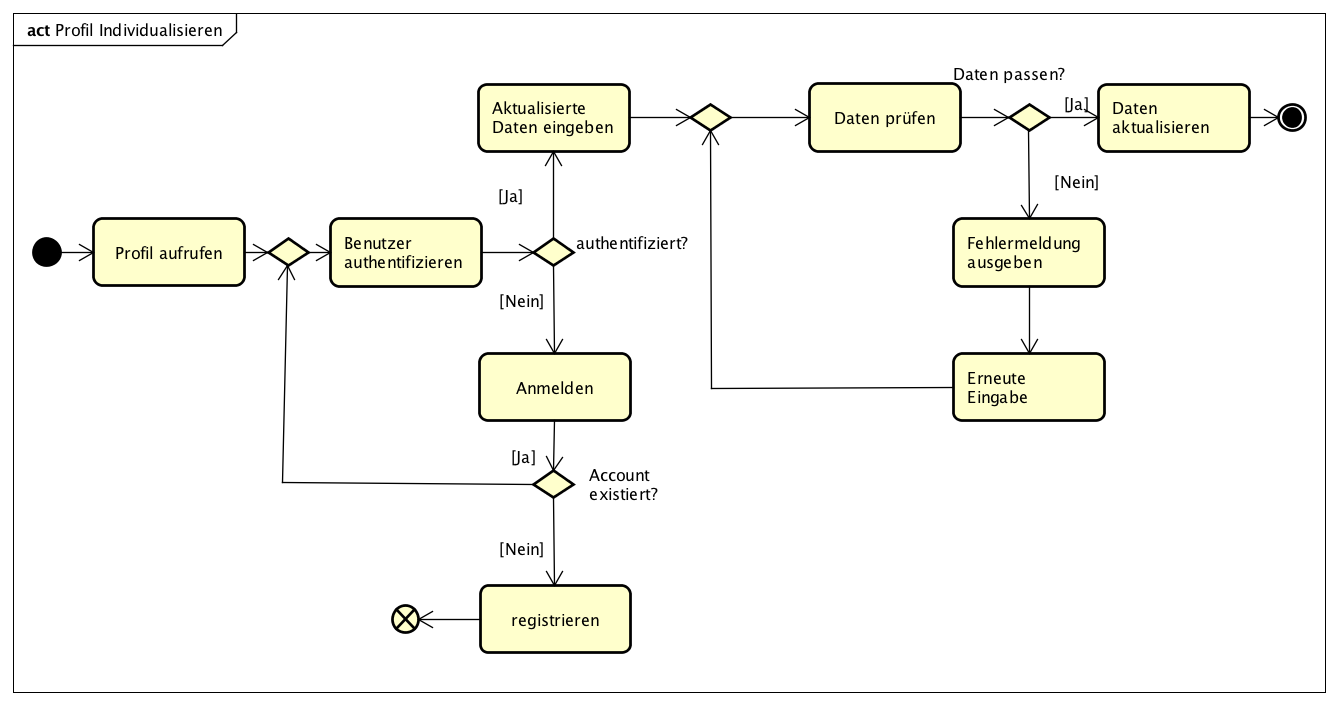 act Profil Individualisieren
Daten passen?
Aktualisierte
Daten eingeben
Daten prüfen
[Ja]
Daten
aktualisieren
[Ja]
[Nein]
Profil aufrufen
Benutzer
authentifizieren
authentifiziert?
Fehlermeldung
ausgeben
[Nein]
Anmelden
Erneute
Eingabe
[Ja]
Account
existiert?
[Nein]
registrieren